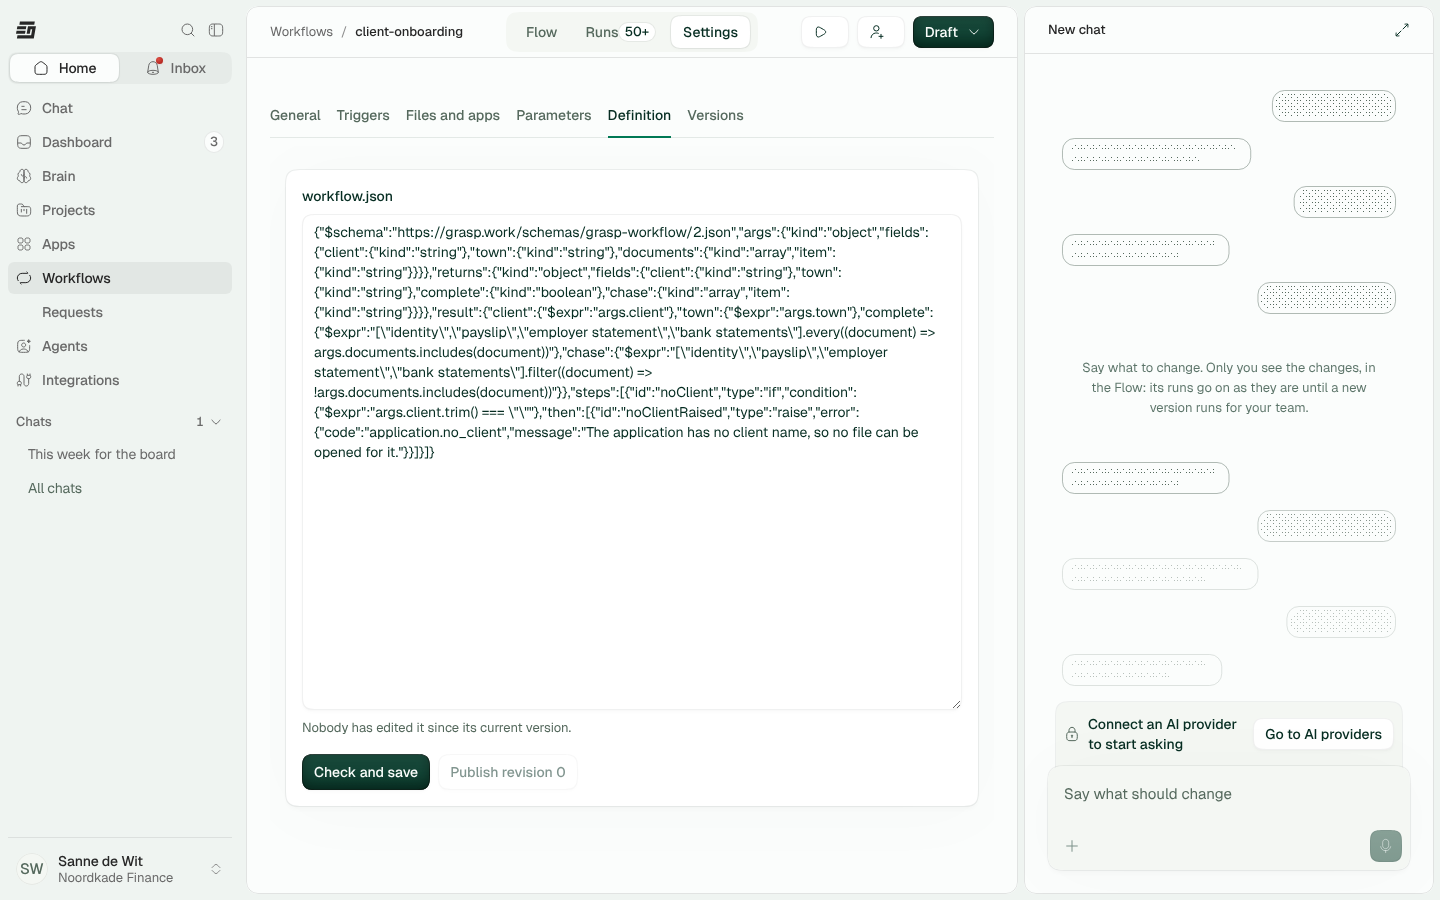 Home
Inbox
Chat
Dashboard
3
Brain
Projects
Apps
Workflows
Requests
Agents
Integrations
Chats
1
This week for the board
All chats
SW
Sanne de Wit
Noordkade Finance
Workflows / client-onboarding
Flow
Runs 50+
Settings
Draft
General
Triggers
Files and apps
Parameters
Definition
Versions
workflow.json
{"$schema":"https://grasp.work/schemas/grasp-workflow/2.json","args":{"kind":"object","fields":
{"client":{"kind":"string"},"town":{"kind":"string"},"documents":{"kind":"array","item":
{"kind":"string"}}}},"returns":{"kind":"object","fields":{"client":{"kind":"string"},"town":
{"kind":"string"},"complete":{"kind":"boolean"},"chase":{"kind":"array","item":
{"kind":"string"}}}},"result":{"client":{"$expr":"args.client"},"town":{"$expr":"args.town"},"complete":
{"$expr":"[\"identity\",\"payslip\",\"employer statement\",\"bank statements\"].every((document) =>
args.documents.includes(document))"},"chase":{"$expr":"[\"identity\",\"payslip\",\"employer
statement\",\"bank statements\"].filter((document) =>
!args.documents.includes(document))"}},"steps":[{"id":"noClient","type":"if","condition":
{"$expr":"args.client.trim() === \"\""},"then":[{"id":"noClientRaised","type":"raise","error":
{"code":"application.no_client","message":"The application has no client name, so no file can be
opened for it."}}]}]}
Nobody has edited it since its current version.
Check and save
Publish revision 0
New chat
Say what to change. Only you see the changes, in
the Flow: its runs go on as they are until a new
version runs for your team.
Connect an AI provider
to start asking
Go to AI providers
Say what should change